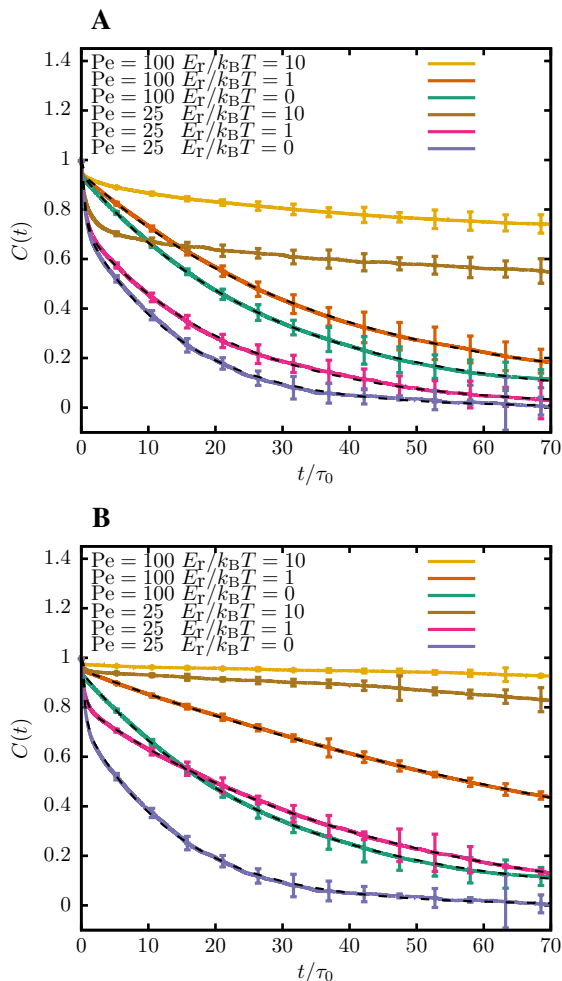 A
Pe = 100 Er/kBT = 10
Pe = 100 Er/kBT = 1
Pe = 100 Er/kBT = 0
Pe = 25 Er/kBT = 10
Pe = 25 Er/kBT = 1
Pe = 25 Er/kBT = 0
1.4
1.2
1
0.8
0.6
0.4
0.2
0
C(t)
0 10 20 30 40 50 60 70
t/τ0
B
Pe = 100 Er/kBT = 10
Pe = 100 Er/kBT = 1
Pe = 100 Er/kBT = 0
Pe = 25 Er/kBT = 10
Pe = 25 Er/kBT = 1
Pe = 25 Er/kBT = 0
1.4
1.2
1
0.8
0.6
0.4
0.2
0
C(t)
0 10 20 30 40 50 60 70
t/τ0